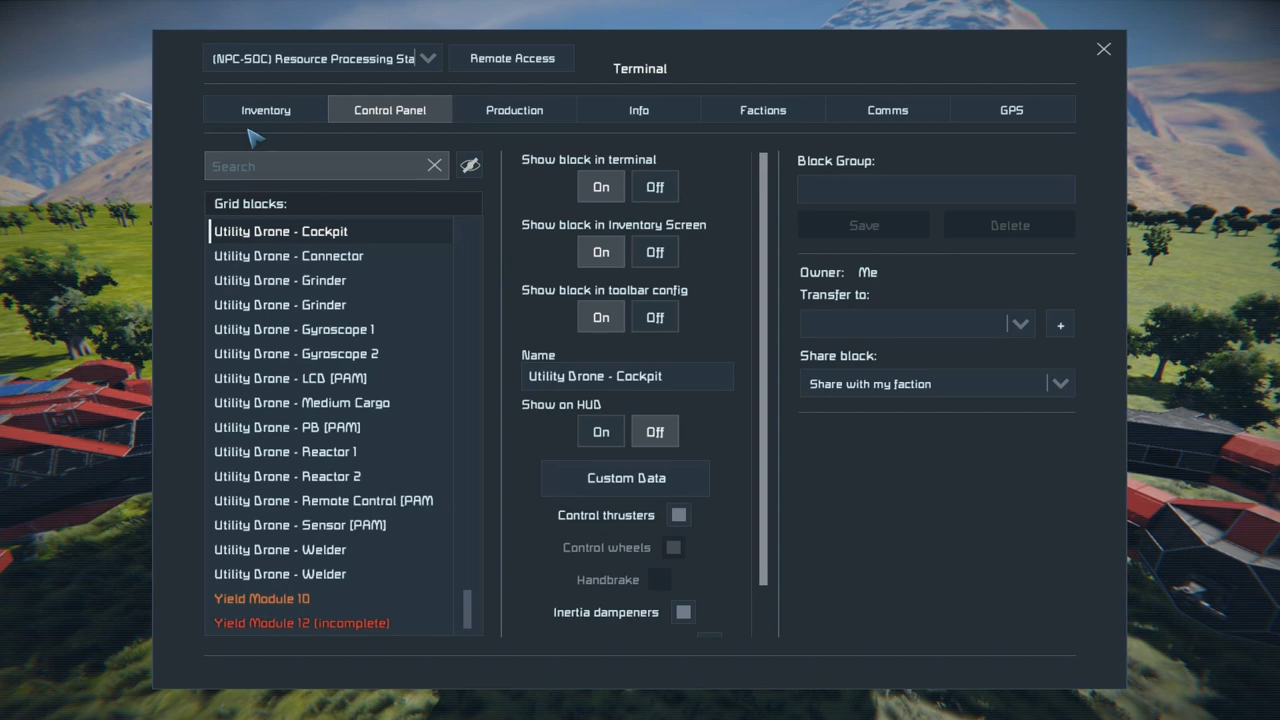 (NPC-SOC) Resource Processing Sta
Remote Access
Terminal
Inventory
Control Panel
Production
Info
Factions
Comms
GPS
Search
Grid blocks:
Utility Drone - Cockpit
Utility Drone - Connector
Utility Drone - Grinder
Utility Drone - Grinder
Utility Drone - Gyroscope 1
Utility Drone - Gyroscope 2
Utility Drone - LCD [PAM]
Utility Drone - Medium Cargo
Utility Drone - PB [PAM]
Utility Drone - Reactor 1
Utility Drone - Reactor 2
Utility Drone - Remote Control [PAM
Utility Drone - Sensor [PAM]
Utility Drone - Welder
Utility Drone - Welder
Yield Module 10
Yield Module 12 (incomplete)
Show block in terminal
On Off
Show block in Inventory Screen
On Off
Show block in toolbar config
On Off
Name
Utility Drone - Cockpit
Show on HUD
On Off
Custom Data
Control thrusters
Control wheels
Handbrake
Inertia dampeners
Block Group:
Save Delete
Owner: Me
Transfer to:
+
Share block:
Share with my faction